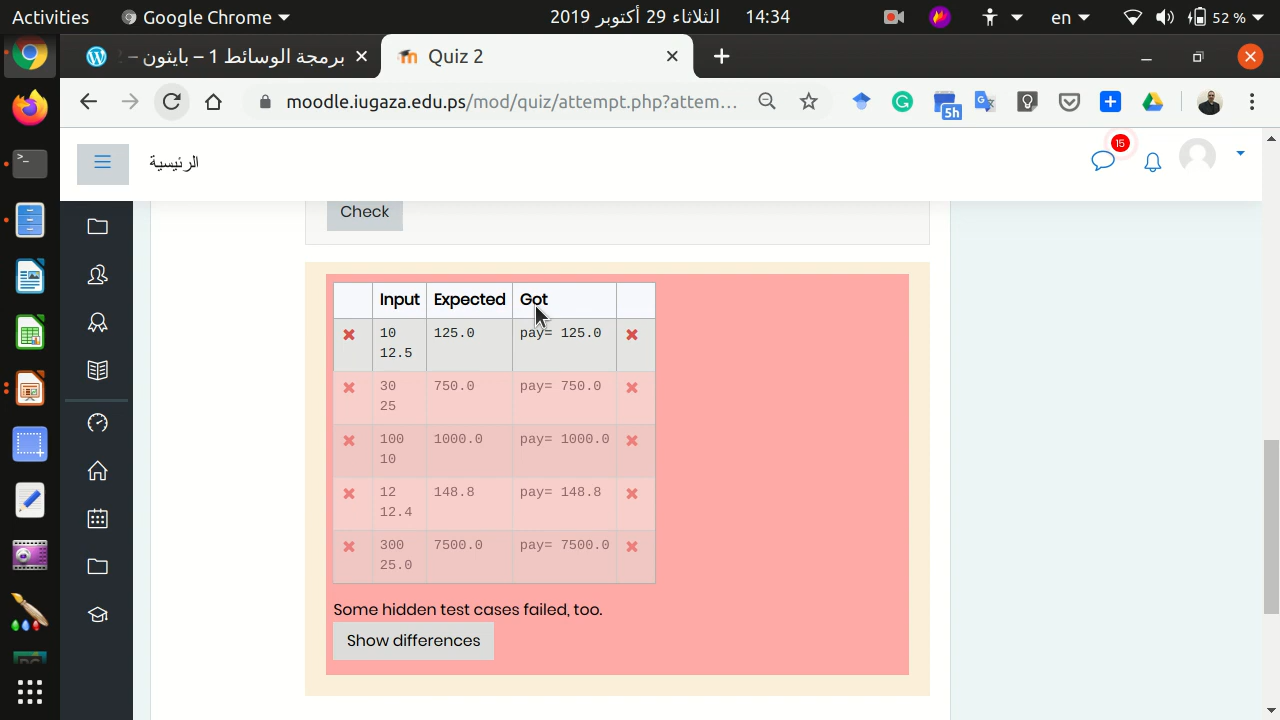 Activities
Google Chrome
الثلاثاء 29 أكتوبر 2019
14:34
en
52 %
برمجة الوسائط 1 – بايثون –
Quiz 2
moodle.iugaza.edu.ps/mod/quiz/attempt.php?attem...
5h
الرئيسية
15
Check
Input Expected Got
10 125.0 pay= 125.0
12.5
30 750.0 pay= 750.0
25
100 1000.0 pay= 1000.0
10
12 148.8 pay= 148.8
12.4
300 7500.0 pay= 7500.0
25.0
Some hidden test cases failed, too.
Show differences